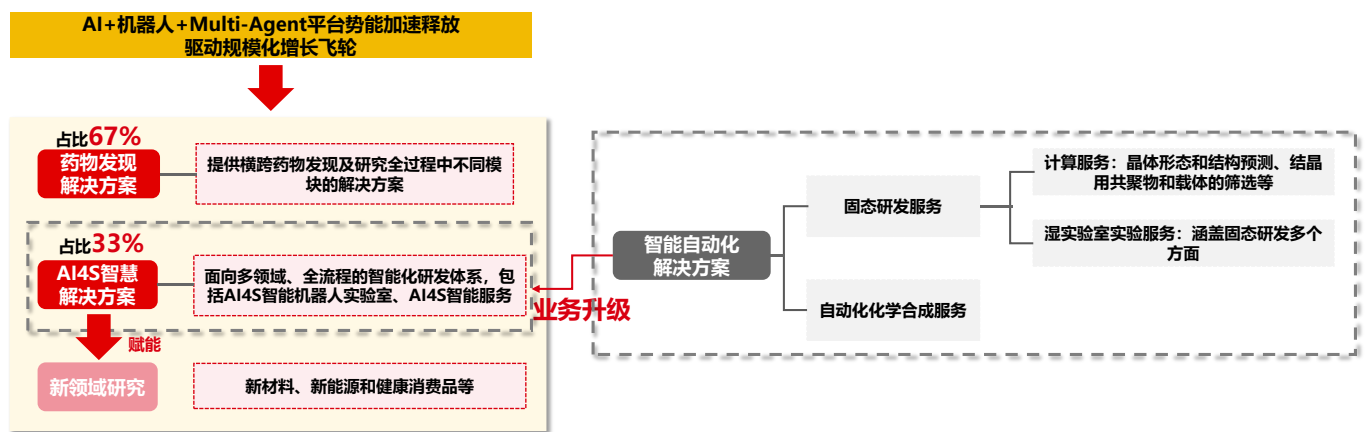 AI+机器人+Multi-Agent平台势能加速释放
驱动规模化增长飞轮
占比67%
药物发现
解决方案
提供横跨药物发现及研究全过程中不同模
块的解决方案
占比33%
AI4S智慧
解决方案
面向多领域、全流程的智能化研发体系，包
括AI4S智能机器人实验室、AI4S智能服务
赋能
新领域研究
新材料、新能源和健康消费品等
业务升级
智能自动化
解决方案
固态研发服务
自动化化学合成服务
计算服务：晶体形态和结构预测、结晶
用共聚物和载体的筛选等
湿实验室实验服务：涵盖固态研发多个
方面